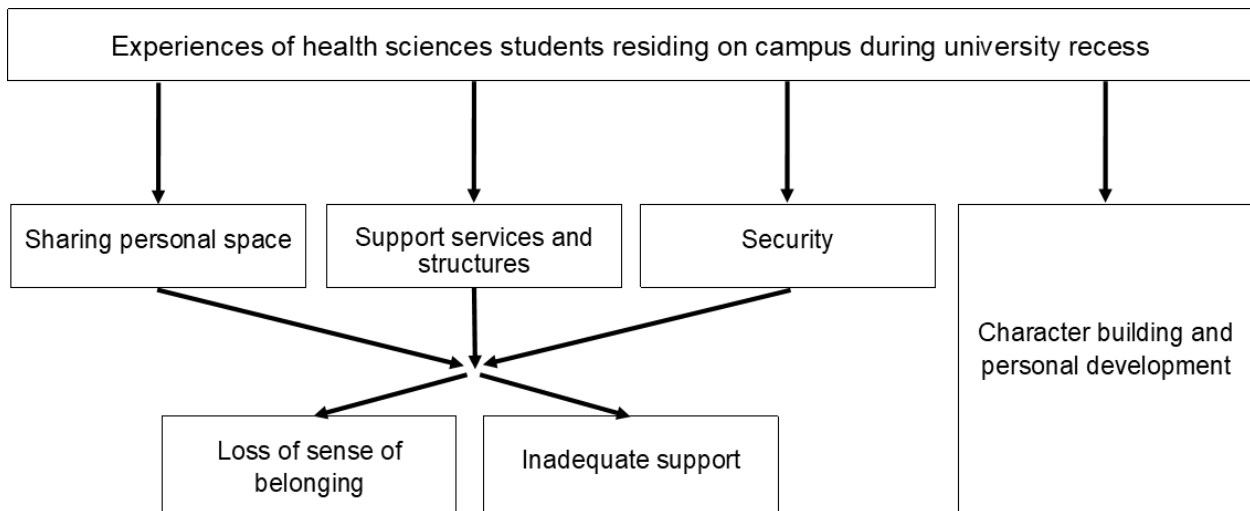 Experiences of health sciences students residing on campus during university recess
Sharing personal space
Support services and
structures
Security
Character building and
personal development
Loss of sense of
belonging
Inadequate support